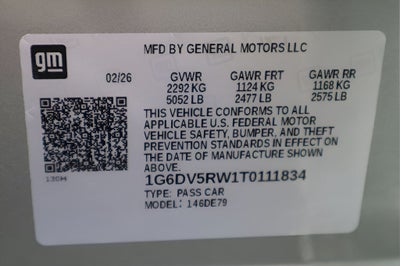 gm
MFD BY GENERAL MOTORS LLC
02/26 GVWR GAWR FRT GAWR RR
2292 KG 1124 KG 1168 KG
5052 LB 2477 LB 2575 LB
THIS VEHICLE CONFORMS TO ALL
APPLICABLE U.S. FEDERAL MOTOR
VEHICLE SAFETY, BUMPER, AND THEFT
PREVENTION STANDARDS IN EFFECT ON
THE DATE OF MANUFACTURE SHOWN
ABOVE.
1G6DV5RW1T0111834
TYPE: PASS CAR
MODEL: 146DE79